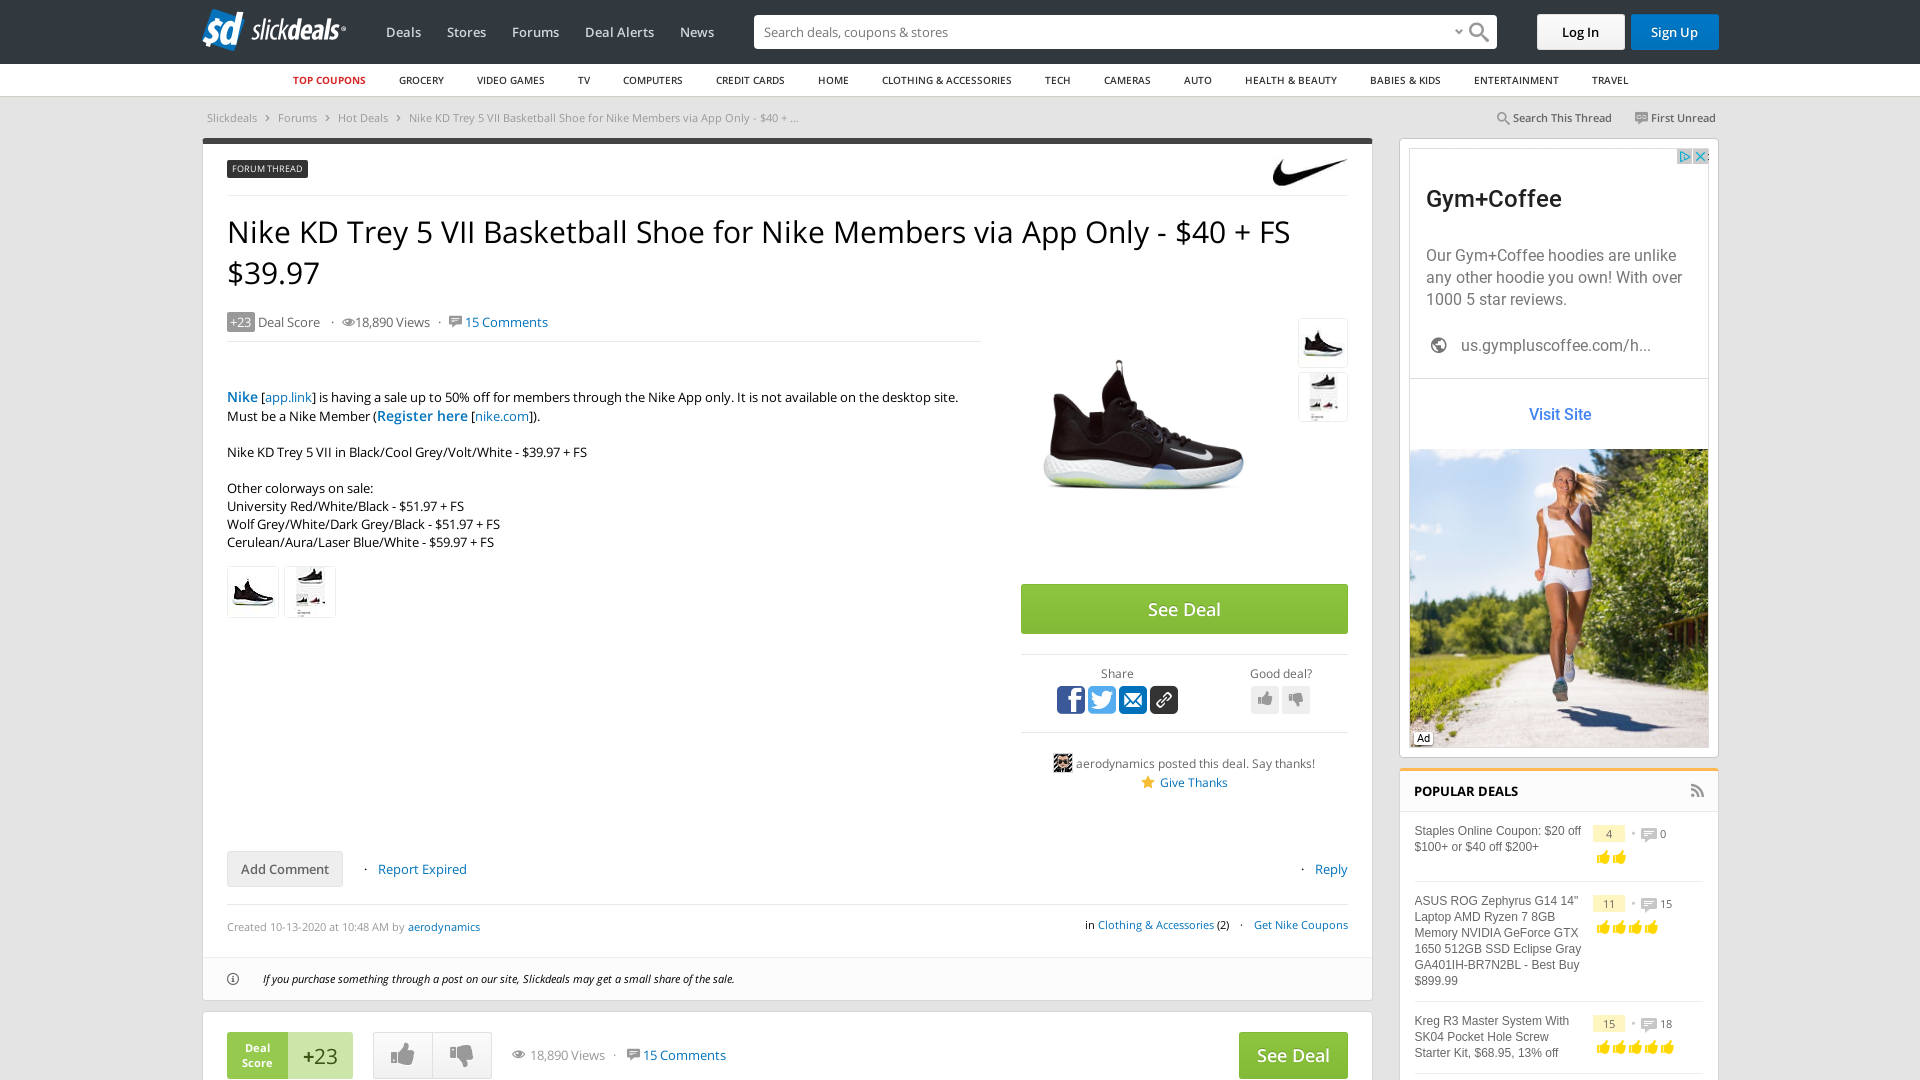 slickdeals
Deals
Stores
Forums
Deal Alerts
News
Search deals, coupons & stores
Log In
Sign Up
TOP COUPONS
GROCERY
VIDEO GAMES
TV
COMPUTERS
CREDIT CARDS
HOME
CLOTHING & ACCESSORIES
TECH
CAMERAS
AUTO
HEALTH & BEAUTY
BABIES & KIDS
ENTERTAINMENT
TRAVEL
Slickdeals > Forums > Hot Deals > Nike KD Trey 5 VII Basketball Shoe for Nike Members via App Only - $40 + ...
Search This Thread
First Unread
FORUM THREAD
Nike KD Trey 5 VII Basketball Shoe for Nike Members via App Only - $40 + FS
$39.97
+23 Deal Score · 18,890 Views · 15 Comments
Nike [app.link] is having a sale up to 50% off for members through the Nike App only. It is not available on the desktop site.
Must be a Nike Member (Register here [nike.com]).
Nike KD Trey 5 VII in Black/Cool Grey/Volt/White - $39.97 + FS
Other colorways on sale:
University Red/White/Black - $51.97 + FS
Wolf Grey/White/Dark Grey/Black - $51.97 + FS
Cerulean/Aura/Laser Blue/White - $59.97 + FS
See Deal
Share
Good deal?
aerodynamics posted this deal. Say thanks!
Give Thanks
Add Comment
· Report Expired
· Reply
Created 10-13-2020 at 10:48 AM by aerodynamics
in Clothing & Accessories (2) · Get Nike Coupons
If you purchase something through a post on our site, Slickdeals may get a small share of the sale.
Deal
Score
+23
18,890 Views · 15 Comments
See Deal
Gym+Coffee
Our Gym+Coffee hoodies are unlike
any other hoodie you own! With over
1000 5 star reviews.
us.gympluscoffee.com/h...
Visit Site
Ad
POPULAR DEALS
Staples Online Coupon: $20 off
$100+ or $40 off $200+
4 · 0
ASUS ROG Zephyrus G14 14"
Laptop AMD Ryzen 7 8GB
Memory NVIDIA GeForce GTX
1650 512GB SSD Eclipse Gray
GA401IH-BR7N2BL - Best Buy
$899.99
11 · 15
Kreg R3 Master System With
SK04 Pocket Hole Screw
Starter Kit, $68.95, 13% off
15 · 18